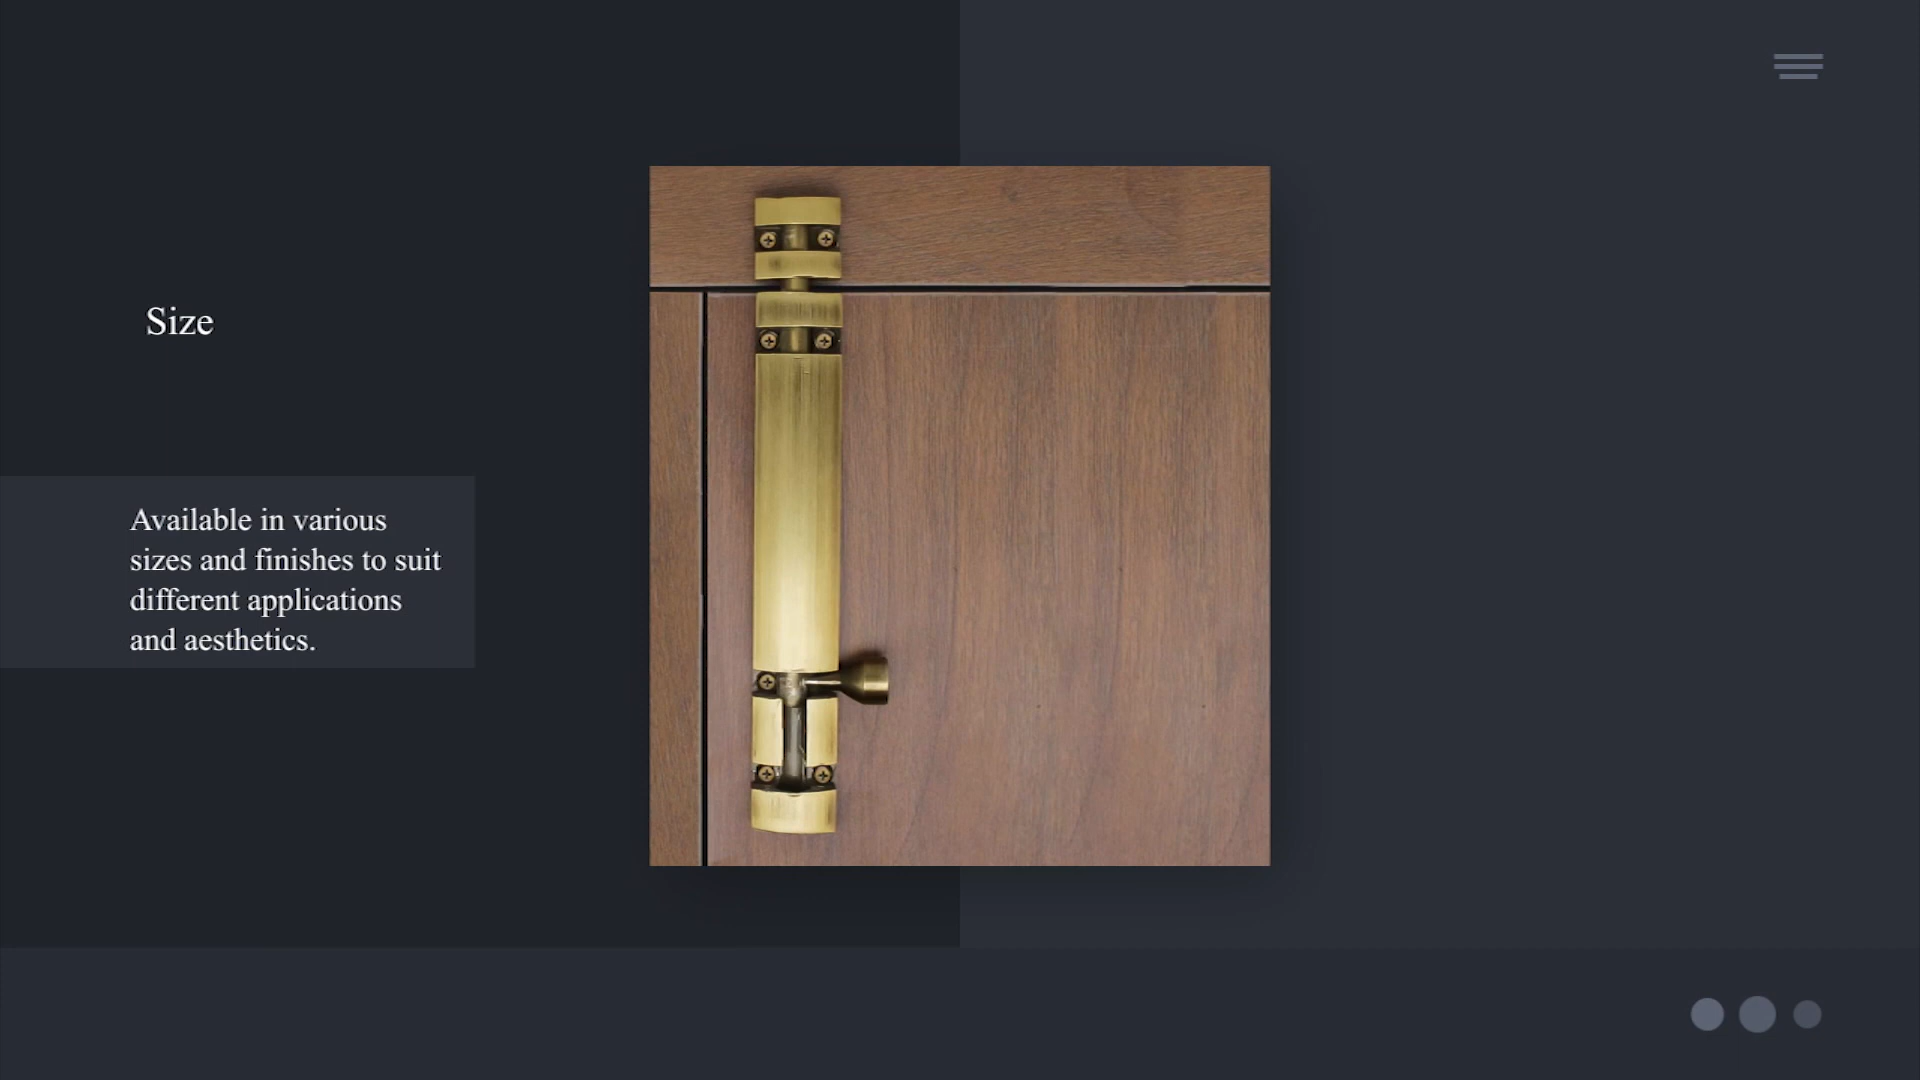 Size
Available in various
sizes and finishes to suit
different applications
and aesthetics.